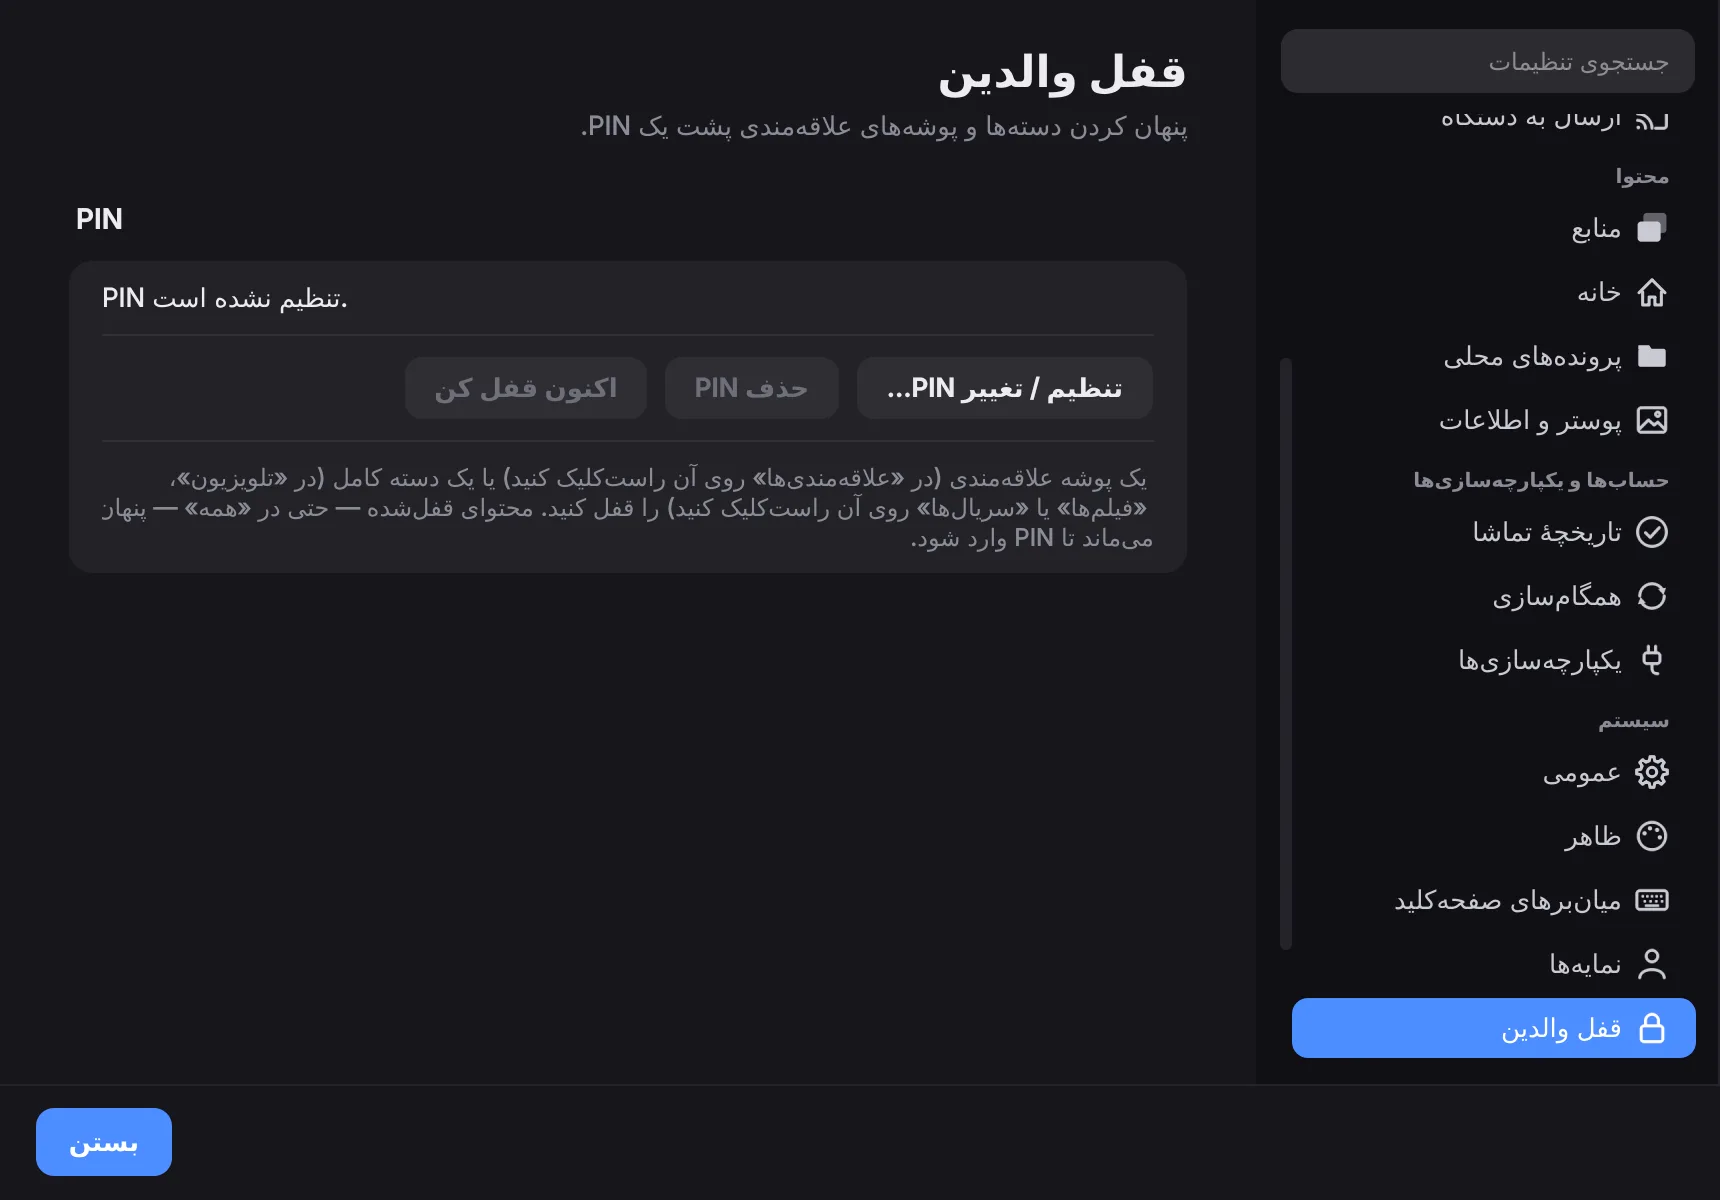 جستجوی تنظیمات
ارسال به دستگاه
محتوا
منابع
خانه
پرونده‌های محلی
پوستر و اطلاعات
حساب‌ها و یکپارچه‌سازی‌ها
تاریخچهٔ تماشا
همگام‌سازی
یکپارچه‌سازی‌ها
سیستم
عمومی
ظاهر
میان‌برهای صفحه‌کلید
نمایه‌ها
قفل والدین
قفل والدین
پنهان کردن دسته‌ها و پوشه‌های علاقه‌مندی پشت یک PIN.
PIN
PIN تنظیم نشده است.
تنظیم / تغییر PIN...
حذف PIN
اکنون قفل کن
یک پوشه علاقه‌مندی (در «علاقه‌مندی‌ها» روی آن راست‌کلیک کنید) یا یک دسته کامل (در «تلویزیون»،
«فیلم‌ها» یا «سریال‌ها» روی آن راست‌کلیک کنید) را قفل کنید. محتوای قفل‌شده — حتی در «همه» — پنهان
می‌ماند تا PIN وارد شود.
بستن